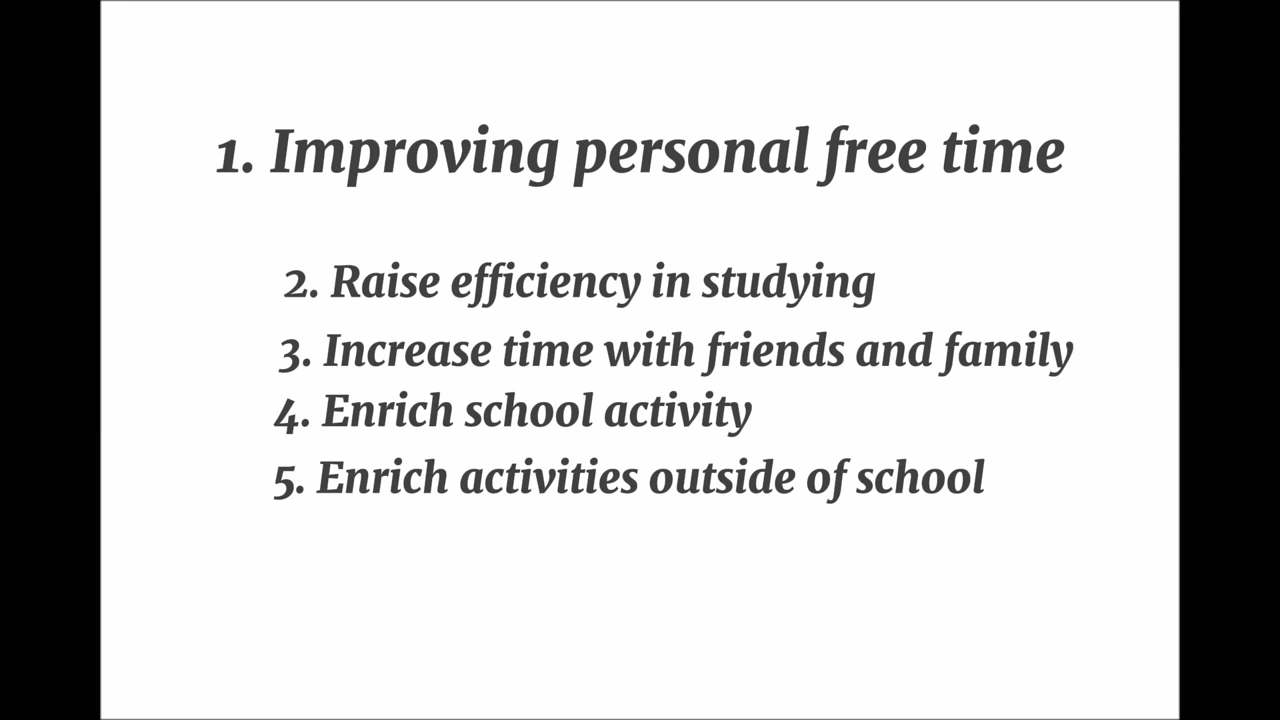 1. Improving personal free time
2. Raise efficiency in studying
3. Increase time with friends and family
4. Enrich school activity
5. Enrich activities outside of school